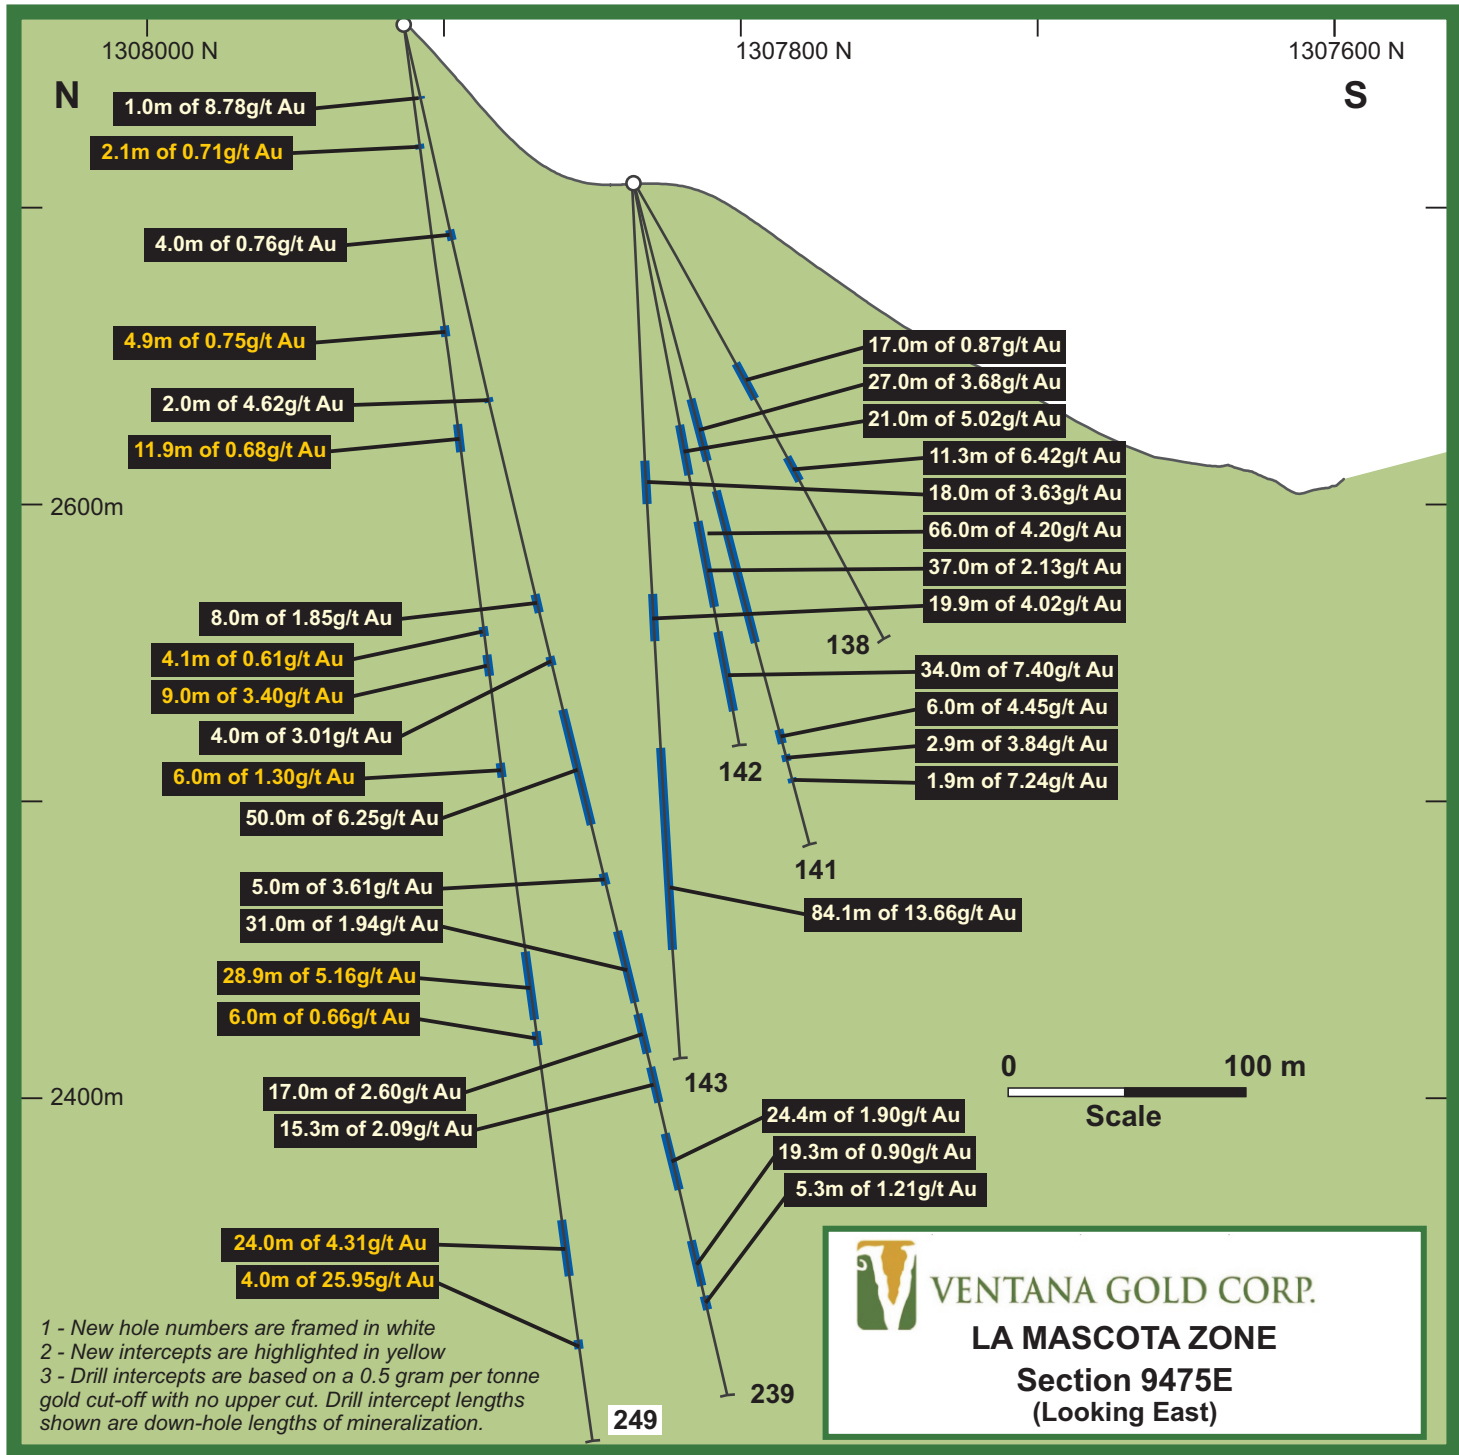 1308000 N
1307800 N
1307600 N
N
S
1.0m of 8.78g/t Au
2.1m of 0.71g/t Au
4.0m of 0.76g/t Au
4.9m of 0.75g/t Au
2.0m of 4.62g/t Au
11.9m of 0.68g/t Au
2600m
8.0m of 1.85g/t Au
4.1m of 0.61g/t Au
9.0m of 3.40g/t Au
4.0m of 3.01g/t Au
6.0m of 1.30g/t Au
50.0m of 6.25g/t Au
5.0m of 3.61g/t Au
31.0m of 1.94g/t Au
28.9m of 5.16g/t Au
6.0m of 0.66g/t Au
2400m
17.0m of 2.60g/t Au
15.3m of 2.09g/t Au
24.0m of 4.31g/t Au
4.0m of 25.95g/t Au
17.0m of 0.87g/t Au
27.0m of 3.68g/t Au
21.0m of 5.02g/t Au
11.3m of 6.42g/t Au
18.0m of 3.63g/t Au
66.0m of 4.20g/t Au
37.0m of 2.13g/t Au
19.9m of 4.02g/t Au
138
34.0m of 7.40g/t Au
6.0m of 4.45g/t Au
2.9m of 3.84g/t Au
1.9m of 7.24g/t Au
142
141
84.1m of 13.66g/t Au
143
0 100 m
Scale
24.4m of 1.90g/t Au
19.3m of 0.90g/t Au
5.3m of 1.21g/t Au
239
249
1 - New hole numbers are framed in white
2 - New intercepts are highlighted in yellow
3 - Drill intercepts are based on a 0.5 gram per tonne
gold cut-off with no upper cut. Drill intercept lengths
shown are down-hole lengths of mineralization.
VENTANA GOLD CORP.
LA MASCOTA ZONE
Section 9475E
(Looking East)